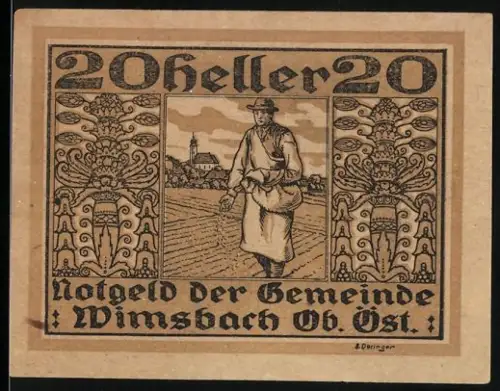 20 Heller 20
Notgeld der Gemeinde
: Wimsbach Ob. Öst. :